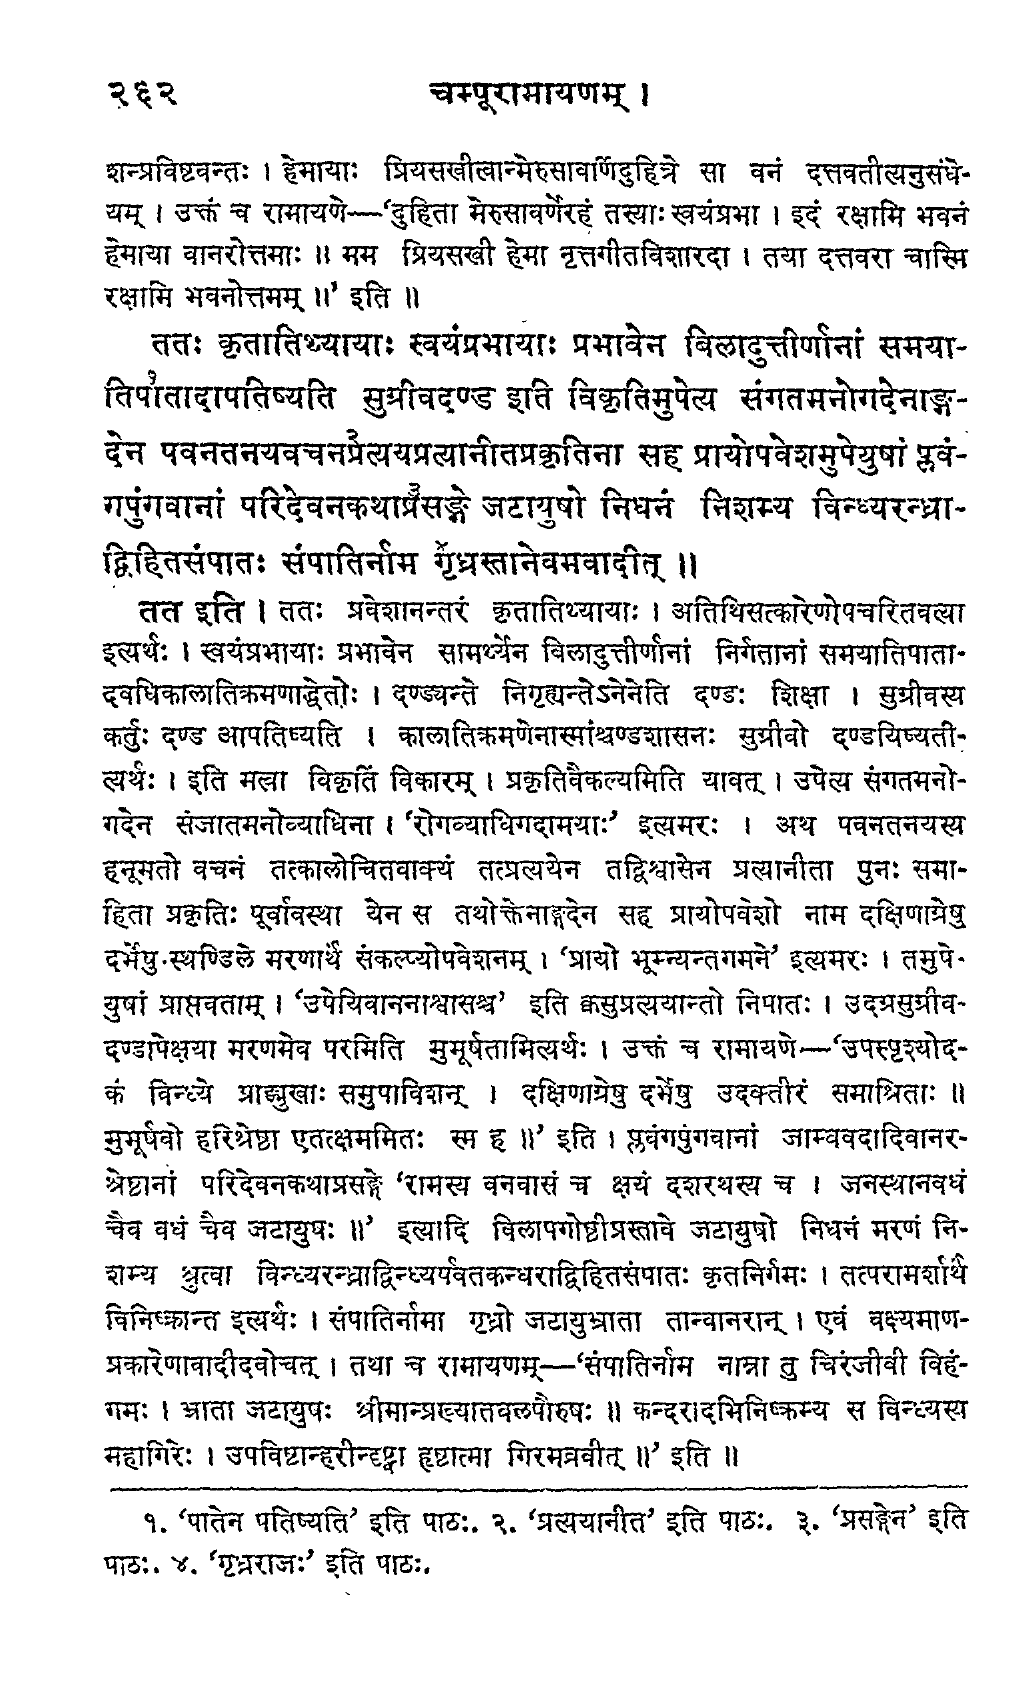 २६२ चम्पूरामायणम् ।
शन्प्रविष्टवन्तः । हेमायाः प्रियसखीत्वान्मेरुसावर्णिदुहित्रे सा वनं दत्तवतीत्यनुसंधे-
यम् । उक्तं च रामायणे—‘दुहिता मेरुसावर्णेरहं तस्याः स्वयंप्रभा । इदं रक्षामि भवनं
हेमाया वानरोत्तमाः ॥ मम प्रियसखी हेमा नृत्तगीतविशारदा । तया दत्तवरा चास्मि
रक्षामि भवनोत्तमम् ॥’ इति ॥
ततः कृतातिथ्यायाः स्वयंप्रभायाः प्रभावेन बिलादुत्तीर्णानां समया-
तिपा१तादापतिष्यति सुग्रीवदण्ड इति विकृतिमुपेत्य संगतमनोगदेनाङ्ग-
देन पवनतनयवचनप्र२त्ययप्रत्यानीतप्रकृतिना सह प्रायोपवेशमुपेयुषां प्लवं-
गपुंगवानां परिदेवनकथाप्र३सङ्गे जटायुषो निधनं निशम्य विन्ध्यरन्ध्रा-
द्विहितसंपातः संपातिर्नाम गृ४ध्रस्तानेवमवादीत् ॥
तत इति । ततः प्रवेशानन्तरं कृतातिथ्यायाः । अतिथिसत्कारेणोपचरितवत्या
इत्यर्थः । स्वयंप्रभायाः प्रभावेन सामर्थ्येन बिलादुत्तीर्णानां निर्गतानां समयातिपाता-
दवधिकालातिक्रमणाद्धेतोः । दण्ड्यन्ते निगृह्यन्तेऽनेनेति दण्डः शिक्षा । सुग्रीवस्य
कर्तुः दण्ड आपतिष्यति । कालातिक्रमणेनास्मांश्चण्डशासनः सुग्रीवो दण्डयिष्यती-
त्यर्थः । इति मत्वा विकृतिं विकारम् । प्रकृतिवैकल्यमिति यावत् । उपेत्य संगतमनो-
गदेन संजातमनोव्याधिना । ‘रोगव्याधिगदामयाः’ इत्यमरः । अथ पवनतनयस्य
हनूमतो वचनं तत्कालोचितवाक्यं तत्प्रत्ययेन तद्विश्वासेन प्रत्यानीता पुनः समा-
हिता प्रकृतिः पूर्वावस्था येन स तथोक्तेनाङ्गदेन सह प्रायोपवेशो नाम दक्षिणाग्रेषु
दर्भेषु स्थण्डिले मरणार्थं संकल्प्योपवेशनम् । ‘प्रायो भूम्न्यन्तगमने’ इत्यमरः । तमुपे-
युषां प्राप्तवताम् । ‘उपेयिवाननाश्वासश्च’ इति क्वसुप्रत्ययान्तो निपातः । उदग्रसुग्रीव-
दण्डापेक्षया मरणमेव परमिति मुमूर्षतामित्यर्थः । उक्तं च रामायणे—‘उपस्पृश्योद-
कं विन्ध्ये प्राङ्मुखाः समुपाविशन् । दक्षिणाग्रेषु दर्भेषु उदक्तीरं समाश्रिताः ॥
मुमूर्षवो हरिश्रेष्ठा एतत्क्षममितः स्म ह ॥’ इति । प्लवंगपुंगवानां जाम्बवदादिवानर-
श्रेष्ठानां परिदेवनकथाप्रसङ्गे ‘रामस्य वनवासं च क्षयं दशरथस्य च । जनस्थानवधं
चैव वधं चैव जटायुषः ॥’ इत्यादि विलापगोष्ठीप्रस्तावे जटायुषो निधनं मरणं नि-
शम्य श्रुत्वा विन्ध्यरन्ध्राद्विन्ध्यपर्वतकन्धराद्विहितसंपातः कृतनिर्गमः । तत्परामर्शार्थं
विनिष्क्रान्त इत्यर्थः । संपातिर्नामा गृध्रो जटायुभ्राता तान्वानरान् । एवं वक्ष्यमाण-
प्रकारेणावादीदवोचत् । तथा च रामायणम्—‘संपातिर्नाम नाम्ना तु चिरंजीवी विहं-
गमः । भ्राता जटायुषः श्रीमान्प्रख्यातबलपौरुषः ॥ कन्दरादभिनिष्क्रम्य स विन्ध्यस्य
महागिरेः । उपविष्टान्हरीन्दृष्ट्वा हृष्टात्मा गिरमब्रवीत् ॥’ इति ॥
१. ‘पातेन पतिष्यति’ इति पाठः. २. ‘प्रत्ययानीत’ इति पाठः. ३. ‘प्रसङ्गेन’ इति
पाठः. ४. ‘गृध्रराजः’ इति पाठः.